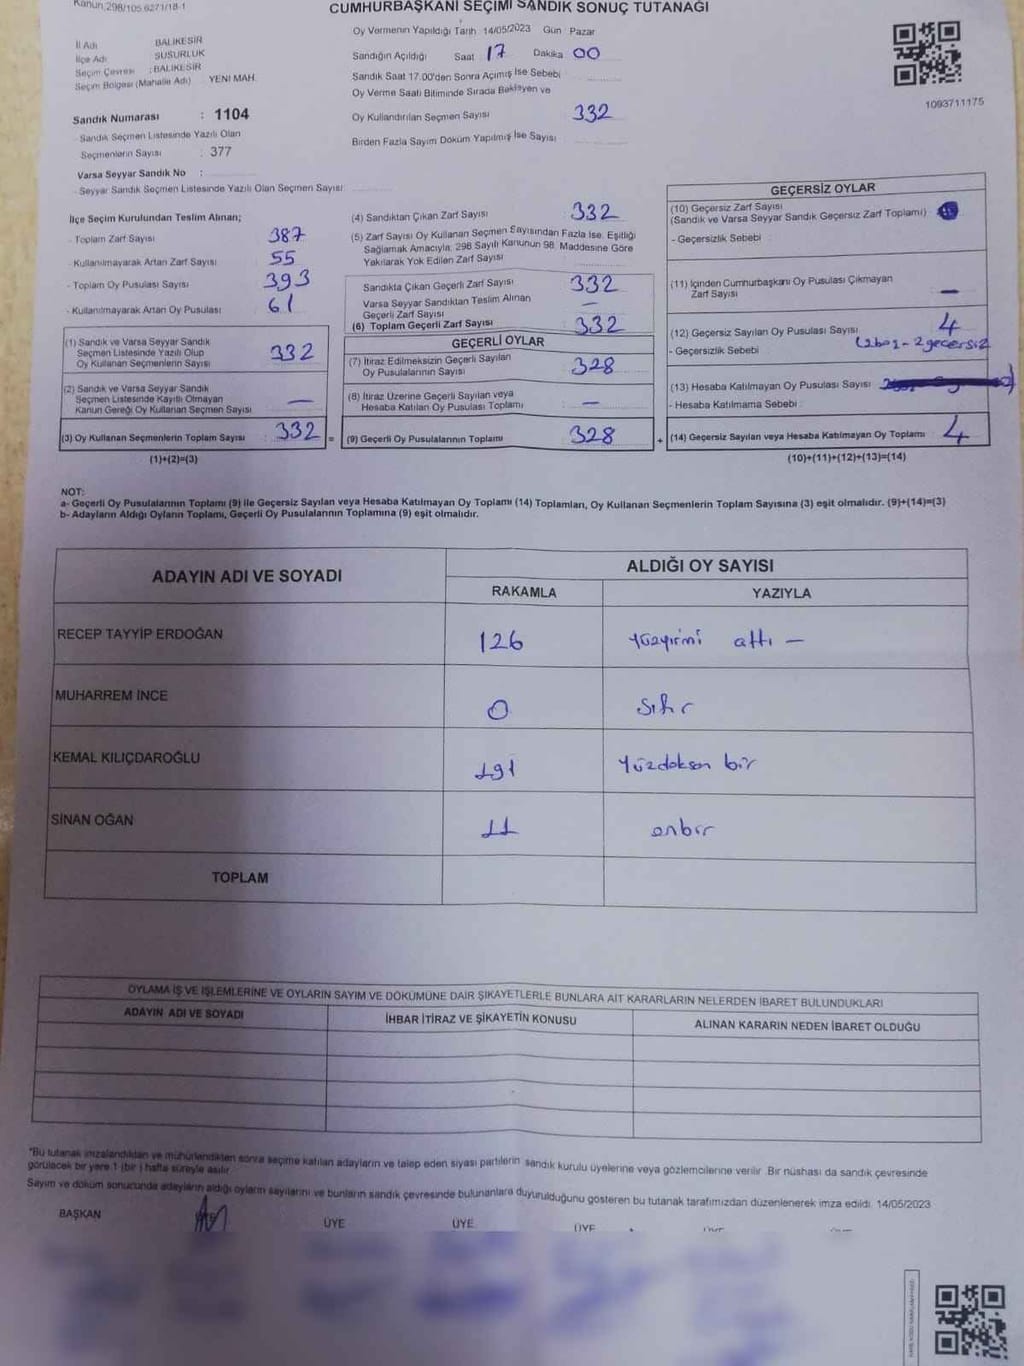 Kanun,298/105,6271/18-1
CUMHURBAŞKANI SEÇİMİ SANDIK SONUÇ TUTANAĞI
İl Adı BALIKESİR
İlçe Adı SUSURLUK
Seçim Çevresi : BALIKESİR
Seçim Bölgesi (Mahalle Adı) YENİ MAH.
Sandık Numarası : 1104
- Sandık Seçmen Listesinde Yazılı Olan
Seçmenlerin Sayısı : 377
Varsa Seyyar Sandık No :
- Seyyar Sandık Seçmen Listesinde Yazılı Olan Seçmen Sayısı:
Oy Vermenin Yapıldığı Tarih 14/05/2023 Gün Pazar
Sandığın Açıldığı Saat 17 Dakika 00
Sandık Saat 17.00'den Sonra Açılmış İse Sebebi
Oy Verme Saati Bitiminde Sırada Bekleyen ve
Oy Kullandırılan Seçmen Sayısı 332
Birden Fazla Sayım Döküm Yapılmış İse Sayısı
1093711175
İlçe Seçim Kurulundan Teslim Alınan;
- Toplam Zarf Sayısı 387
- Kullanılmayarak Artan Zarf Sayısı 55
- Toplam Oy Pusulası Sayısı 393
- Kullanılmayarak Artan Oy Pusulası 61
(1) Sandık ve Varsa Seyyar Sandık
Seçmen Listesinde Yazılı Olup
Oy Kullanan Seçmenlerin Sayısı 332
(2) Sandık ve Varsa Seyyar Sandık
Seçmen Listesinde Kayıtlı Olmayan
Kanun Gereği Oy Kullanan Seçmen Sayısı —
(3) Oy Kullanan Seçmenlerin Toplam Sayısı 332 =
(1)+(2)=(3)
(4) Sandıktan Çıkan Zarf Sayısı 332
(5) Zarf Sayısı Oy Kullanan Seçmen Sayısından Fazla İse, Eşitliği
Sağlamak Amacıyla, 298 Sayılı Kanunun 98. Maddesine Göre
Yakılarak Yok Edilen Zarf Sayısı
Sandıkta Çıkan Geçerli Zarf Sayısı 332
Varsa Seyyar Sandıktan Teslim Alınan
Geçerli Zarf Sayısı —
(6) Toplam Geçerli Zarf Sayısı 332
GEÇERLİ OYLAR
(7) İtiraz Edilmeksizin Geçerli Sayılan
Oy Pusulalarının Sayısı 328
(8) İtiraz Üzerine Geçerli Sayılan veya
Hesaba Katılan Oy Pusulası Toplamı : —
(9) Geçerli Oy Pusulalarının Toplamı : 328 +
GEÇERSİZ OYLAR
(10) Geçersiz Zarf Sayısı
(Sandık ve Varsa Seyyar Sandık Geçersiz Zarf Toplamı)
- Geçersizlik Sebebi :
(11) İçinden Cumhurbaşkanı Oy Pusulası Çıkmayan
Zarf Sayısı —
(12) Geçersiz Sayılan Oy Pusulası Sayısı : 4
- Geçersizlik Sebebi : (2boş - 2geçersiz
(13) Hesaba Katılmayan Oy Pusulası Sayısı :
- Hesaba Katılmama Sebebi :
(14) Geçersiz Sayılan veya Hesaba Katılmayan Oy Toplamı 4
(10)+(11)+(12)+(13)=(14)
NOT:
a- Geçerli Oy Pusulalarının Toplamı (9) ile Geçersiz Sayılan veya Hesaba Katılmayan Oy Toplamı (14) Toplamları, Oy Kullanan Seçmenlerin Toplam Sayısına (3) eşit olmalıdır. (9)+(14)=(3)
b- Adayların Aldığı Oyların Toplamı, Geçerli Oy Pusulalarının Toplamına (9) eşit olmalıdır.
ADAYIN ADI VE SOYADI ALDIĞI OY SAYISI
RAKAMLA YAZIYLA
RECEP TAYYİP ERDOĞAN 126 Yüzyirmi altı —
MUHARREM İNCE 0 Sıfır
KEMAL KILIÇDAROĞLU 191 Yüzdoksan bir
SİNAN OĞAN 11 onbir
TOPLAM
OYLAMA İŞ VE İŞLEMLERİNE VE OYLARIN SAYIM VE DÖKÜMÜNE DAİR ŞİKAYETLERLE BUNLARA AİT KARARLARIN NELERDEN İBARET BULUNDUKLARI
ADAYIN ADI VE SOYADI İHBAR İTİRAZ VE ŞİKAYETİN KONUSU ALINAN KARARIN NEDEN İBARET OLDUĞU
*Bu tutanak imzalandıktan ve mühürlendikten sonra seçime katılan adayların ve talep eden siyasi partilerin sandık kurulu üyelerine veya gözlemcilerine verilir. Bir nüshası da sandık çevresinde
görülecek bir yere 1 (bir ) hafta süreyle asılır.
Sayım ve döküm sonucunda adayların aldığı oyların sayılarını ve bunların sandık çevresinde bulunanlara duyurulduğunu gösteren bu tutanak tarafımızdan düzenlenerek imza edildi. 14/05/2023
BAŞKAN ÜYE ÜYE ÜYE